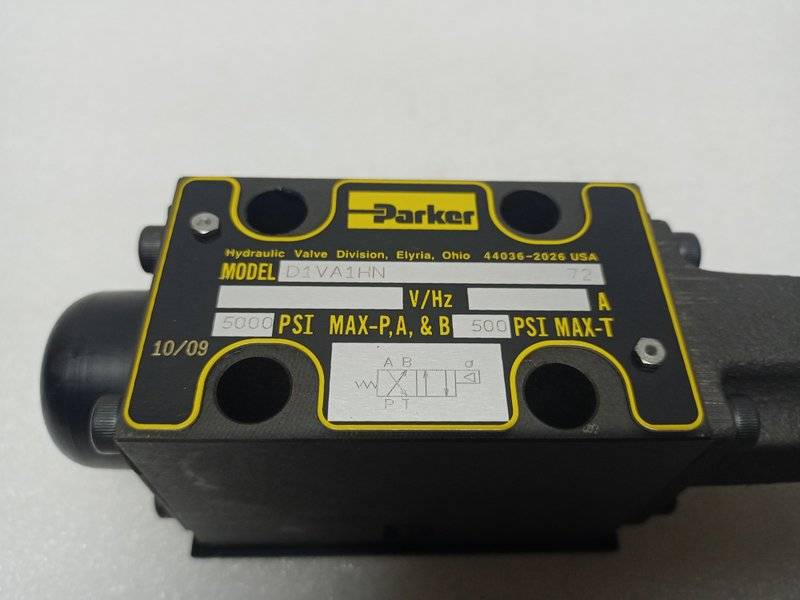 Parker
Hydraulic Valve Division, Elyria, Ohio 44036-2026 USA
MODEL D1VA1HN 72
V/Hz A
5000 PSI MAX-P,A, & B 500 PSI MAX-T
10/09
A B
P T